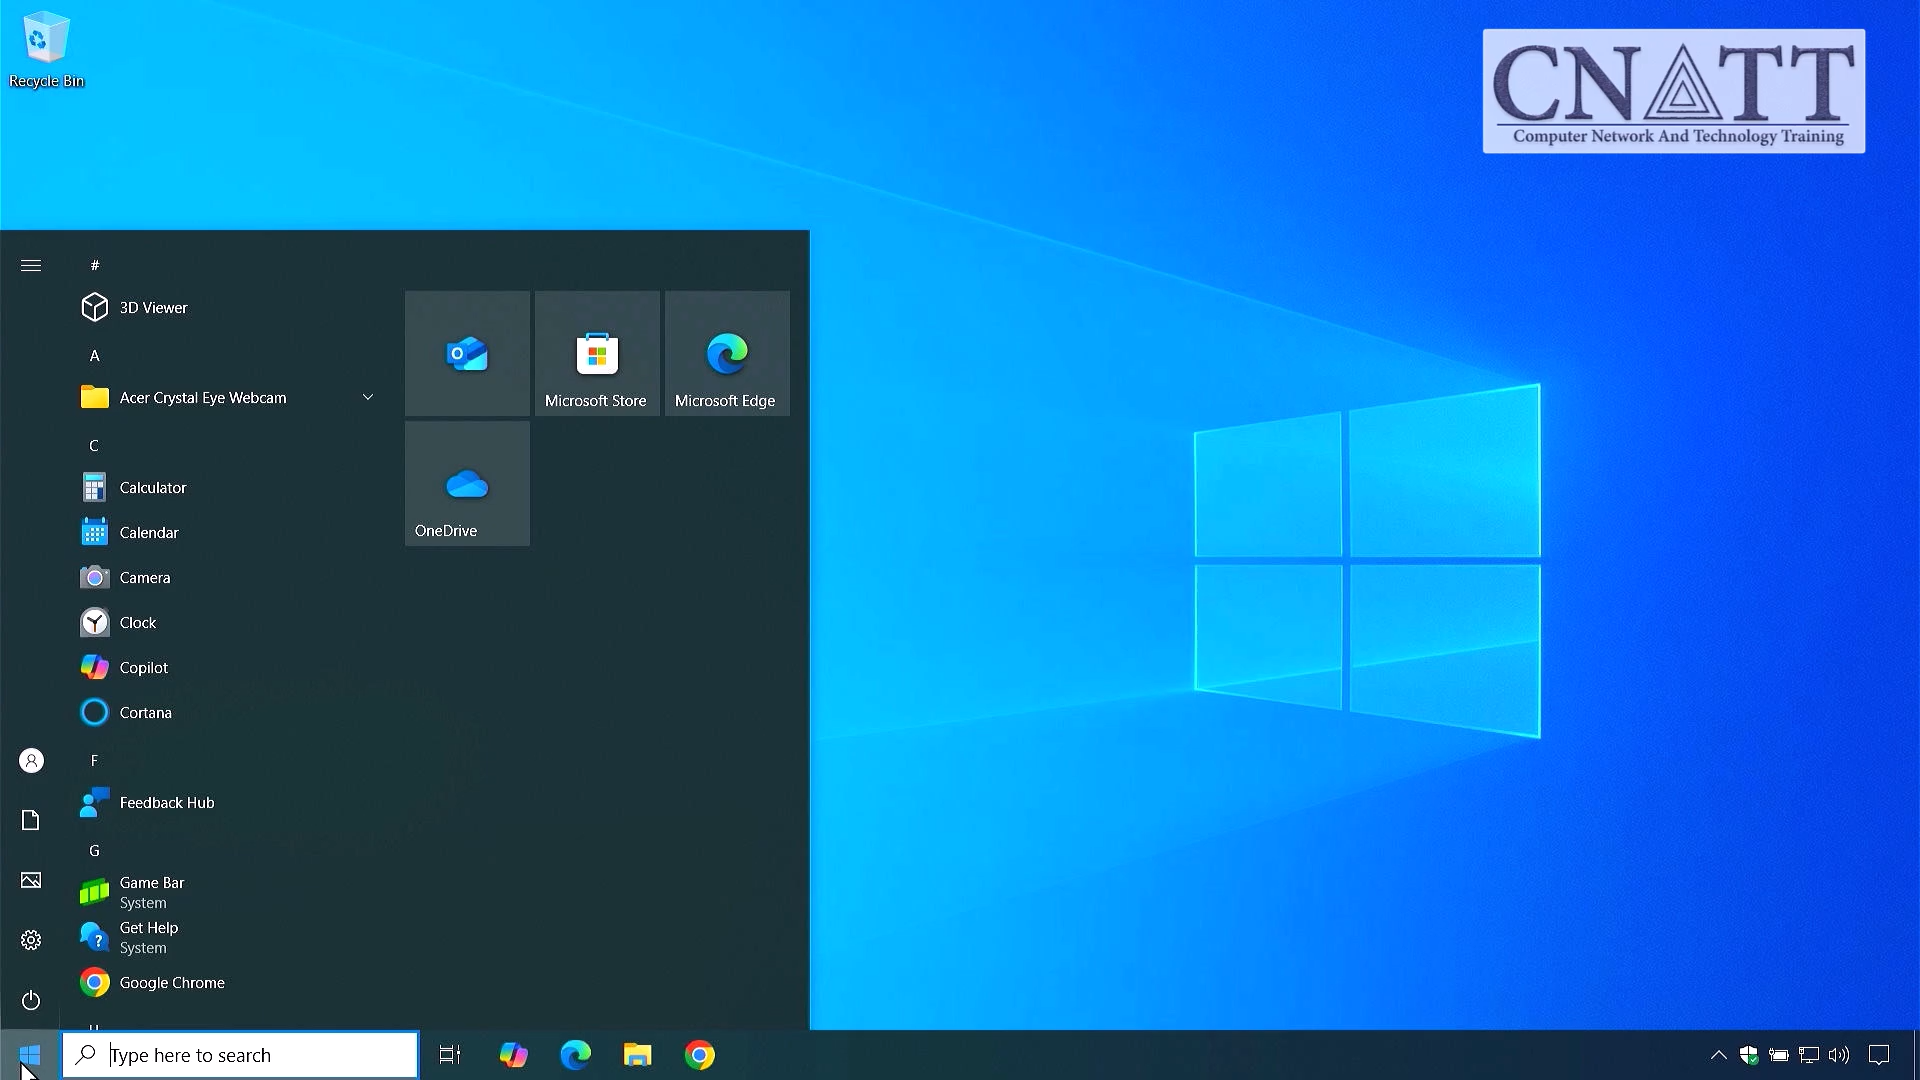 Recycle Bin
CNATT
Computer Network And Technology Training
#
3D Viewer
A
Acer Crystal Eye Webcam
C
Calculator
Calendar
Camera
Clock
Copilot
Cortana
F
Feedback Hub
G
Game Bar
System
Get Help
System
Google Chrome
Microsoft Store
Microsoft Edge
OneDrive
Type here to search